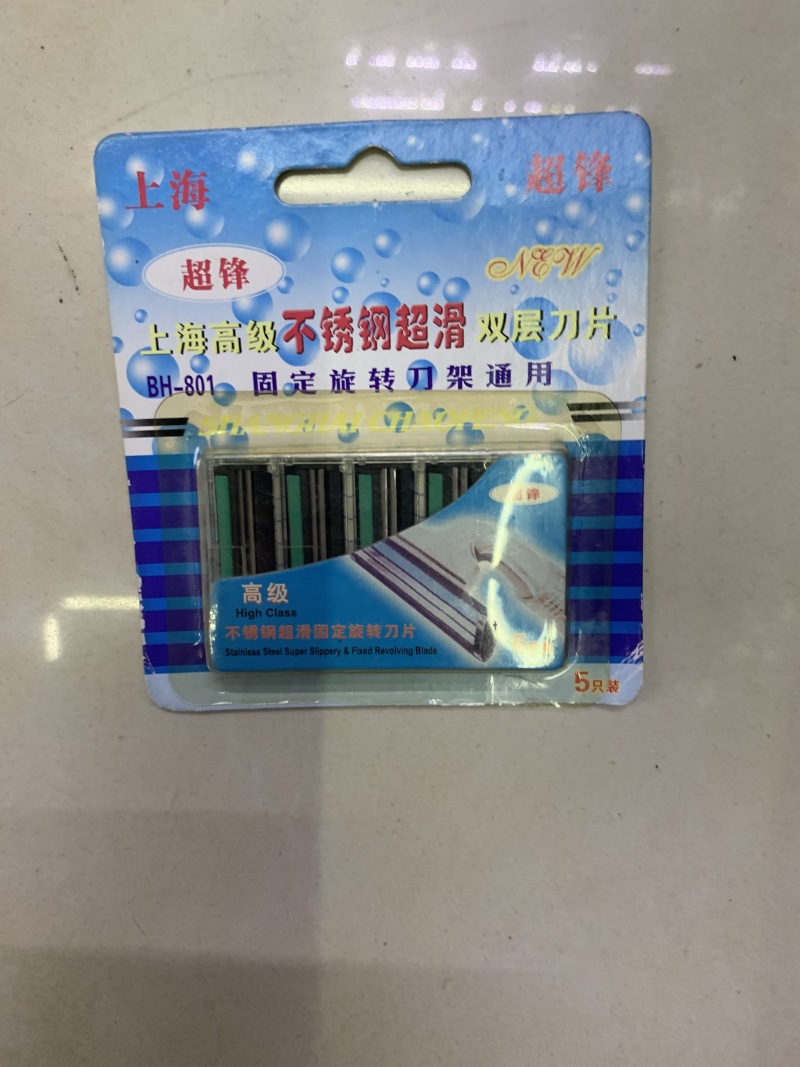 上海
超锋
超锋
NEW
上海高级不锈钢超滑双层刀片
BH-801 固定旋转刀架通用
SHANGHAI CHAOFENG
超锋
高级
High Class
不锈钢超滑固定旋转刀片
Stainless Steel Super Slippery & Fixed Revolving Blade
5只装